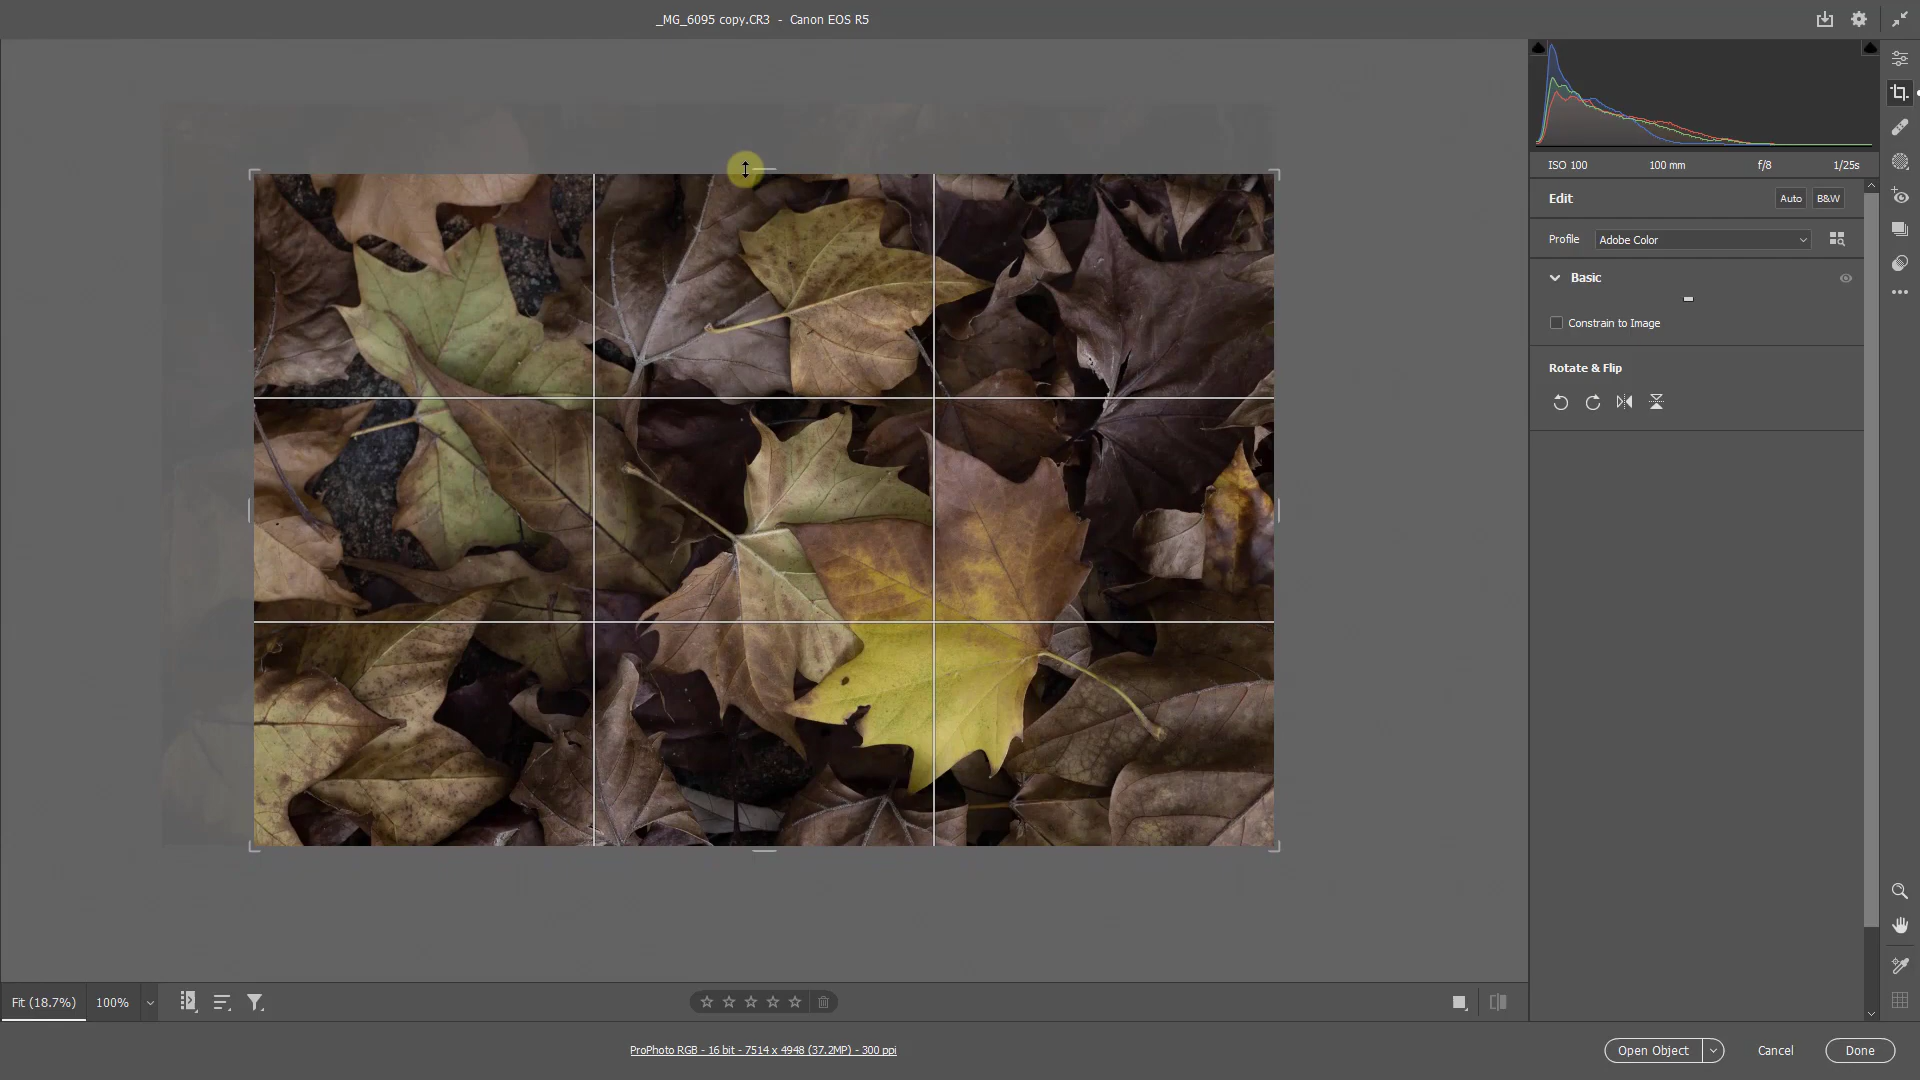 _MG_6095 copy.CR3 - Canon EOS R5
ISO 100 100 mm f/8 1/25s
Edit Auto B&W
Profile Adobe Color
Basic
Constrain to Image
Rotate & Flip
Fit (18.7%) 100%
ProPhoto RGB - 16 bit - 7514 x 4948 (37.2MP) - 300 ppi
Open Object Cancel Done